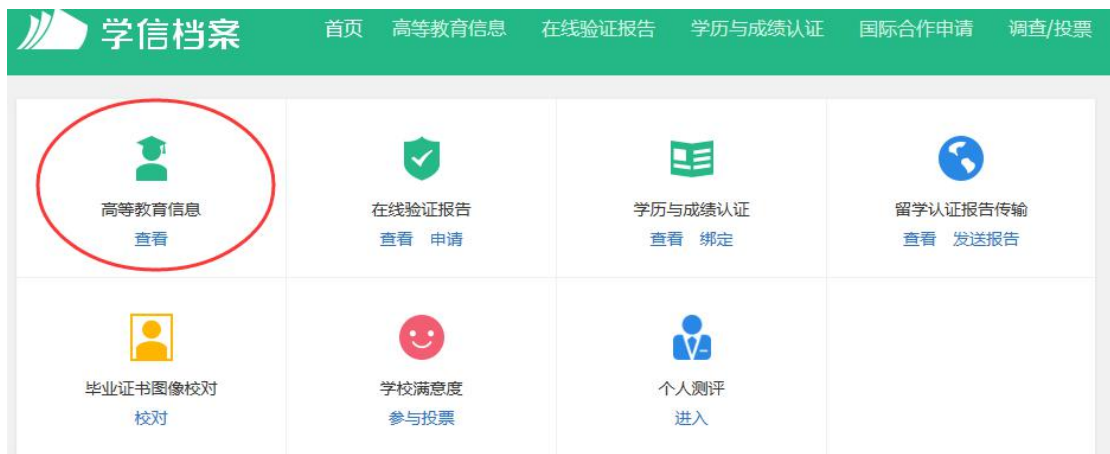 学信档案 首页 高等教育信息 在线验证报告 学历与成绩认证 国际合作申请 调查/投票
高等教育信息 在线验证报告 学历与成绩认证 留学认证报告传输
查看 查看 申请 查看 绑定 查看 发送报告
毕业证书图像校对 学校满意度 个人测评
校对 参与投票 进入